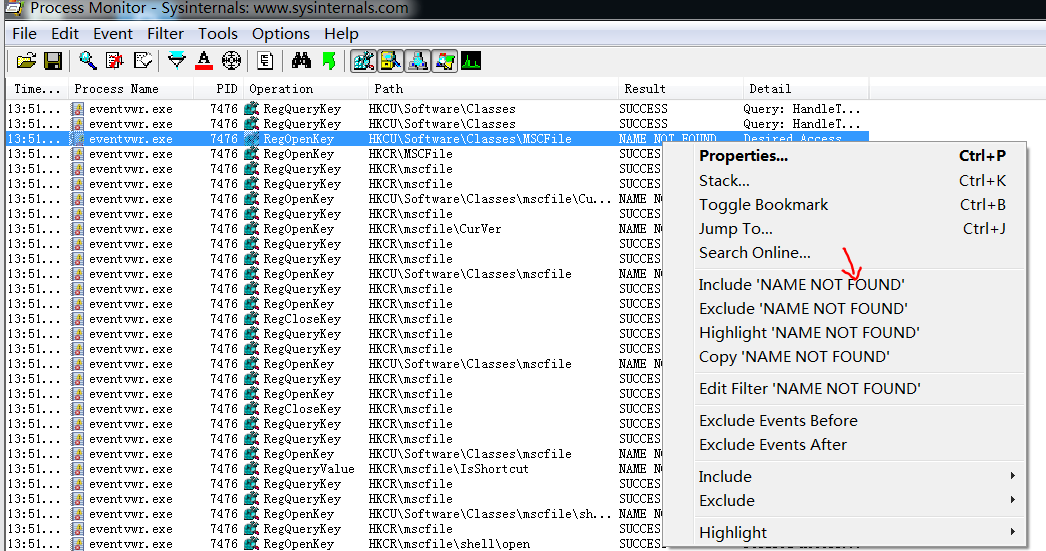 Process Monitor - Sysinternals: www.sysinternals.com
File Edit Event Filter Tools Options Help
Time... Process Name PID Operation Path Result Detail
13:51... eventvwr.exe 7476 RegQueryKey HKCU\Software\Classes SUCCESS Query: HandleT...
13:51... eventvwr.exe 7476 RegQueryKey HKCU\Software\Classes SUCCESS Query: HandleT...
13:51... eventvwr.exe 7476 RegOpenKey HKCU\Software\Classes\MSCFile NAME NOT FOUND Desired Access
13:51... eventvwr.exe 7476 RegOpenKey HKCR\MSCFile SUCCES
13:51... eventvwr.exe 7476 RegQueryKey HKCR\mscfile SUCCES
13:51... eventvwr.exe 7476 RegQueryKey HKCR\mscfile SUCCES
13:51... eventvwr.exe 7476 RegOpenKey HKCU\Software\Classes\mscfile\Cu... NAME NO
13:51... eventvwr.exe 7476 RegQueryKey HKCR\mscfile SUCCES
13:51... eventvwr.exe 7476 RegOpenKey HKCR\mscfile\CurVer NAME NO
13:51... eventvwr.exe 7476 RegQueryKey HKCR\mscfile SUCCES
13:51... eventvwr.exe 7476 RegQueryKey HKCR\mscfile SUCCES
13:51... eventvwr.exe 7476 RegOpenKey HKCU\Software\Classes\mscfile NAME NO
13:51... eventvwr.exe 7476 RegQueryKey HKCR\mscfile SUCCES
13:51... eventvwr.exe 7476 RegOpenKey HKCR\mscfile SUCCES
13:51... eventvwr.exe 7476 RegCloseKey HKCR\mscfile SUCCES
13:51... eventvwr.exe 7476 RegQueryKey HKCR\mscfile SUCCES
13:51... eventvwr.exe 7476 RegQueryKey HKCR\mscfile SUCCES
13:51... eventvwr.exe 7476 RegOpenKey HKCU\Software\Classes\mscfile NAME NO
13:51... eventvwr.exe 7476 RegQueryKey HKCR\mscfile SUCCES
13:51... eventvwr.exe 7476 RegOpenKey HKCR\mscfile SUCCES
13:51... eventvwr.exe 7476 RegCloseKey HKCR\mscfile SUCCES
13:51... eventvwr.exe 7476 RegQueryKey HKCR\mscfile SUCCES
13:51... eventvwr.exe 7476 RegQueryKey HKCR\mscfile SUCCES
13:51... eventvwr.exe 7476 RegOpenKey HKCU\Software\Classes\mscfile NAME NO
13:51... eventvwr.exe 7476 RegQueryValue HKCR\mscfile\IsShortcut NAME NO
13:51... eventvwr.exe 7476 RegQueryKey HKCR\mscfile SUCCES
13:51... eventvwr.exe 7476 RegQueryKey HKCR\mscfile SUCCES
13:51... eventvwr.exe 7476 RegOpenKey HKCU\Software\Classes\mscfile\sh... NAME NO
13:51... eventvwr.exe 7476 RegQueryKey HKCR\mscfile SUCCES
13:51... eventvwr.exe 7476 RegOpenKey HKCR\mscfile\shell\open SUCCES
Properties... Ctrl+P
Stack... Ctrl+K
Toggle Bookmark Ctrl+B
Jump To... Ctrl+J
Search Online...
Include 'NAME NOT FOUND'
Exclude 'NAME NOT FOUND'
Highlight 'NAME NOT FOUND'
Copy 'NAME NOT FOUND'
Edit Filter 'NAME NOT FOUND'
Exclude Events Before
Exclude Events After
Include
Exclude
Highlight